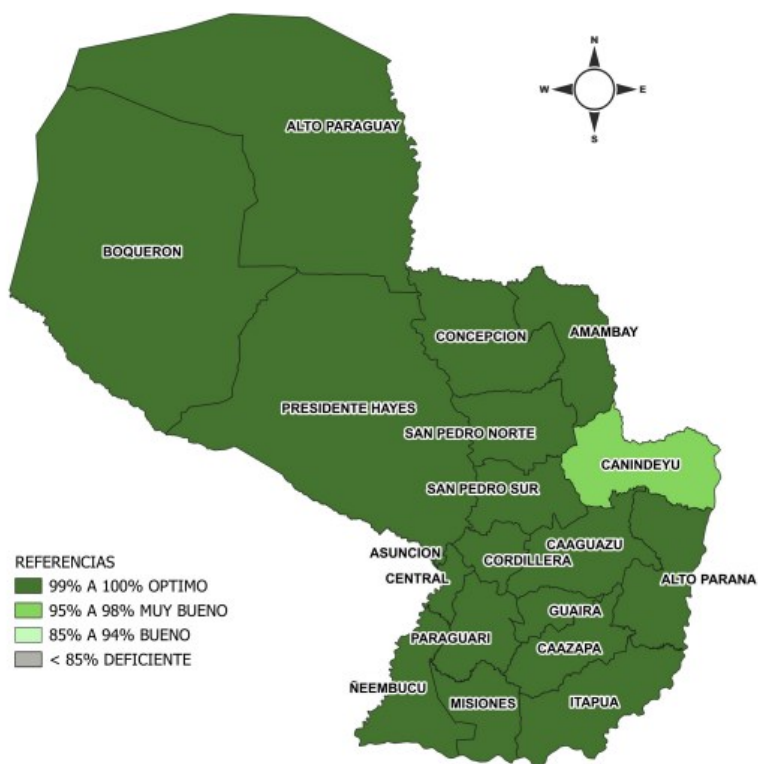 N
W
E
S
ALTO PARAGUAY
BOQUERON
CONCEPCION
AMAMBAY
PRESIDENTE HAYES
SAN PEDRO NORTE
CANINDEYU
SAN PEDRO SUR
ASUNCION
CAAGUAZU
CORDILLERA
CENTRAL
ALTO PARANA
GUAIRA
PARAGUARI
CAAZAPA
ÑEEMBUCU
MISIONES
ITAPUA
REFERENCIAS
99% A 100% OPTIMO
95% A 98% MUY BUENO
85% A 94% BUENO
< 85% DEFICIENTE